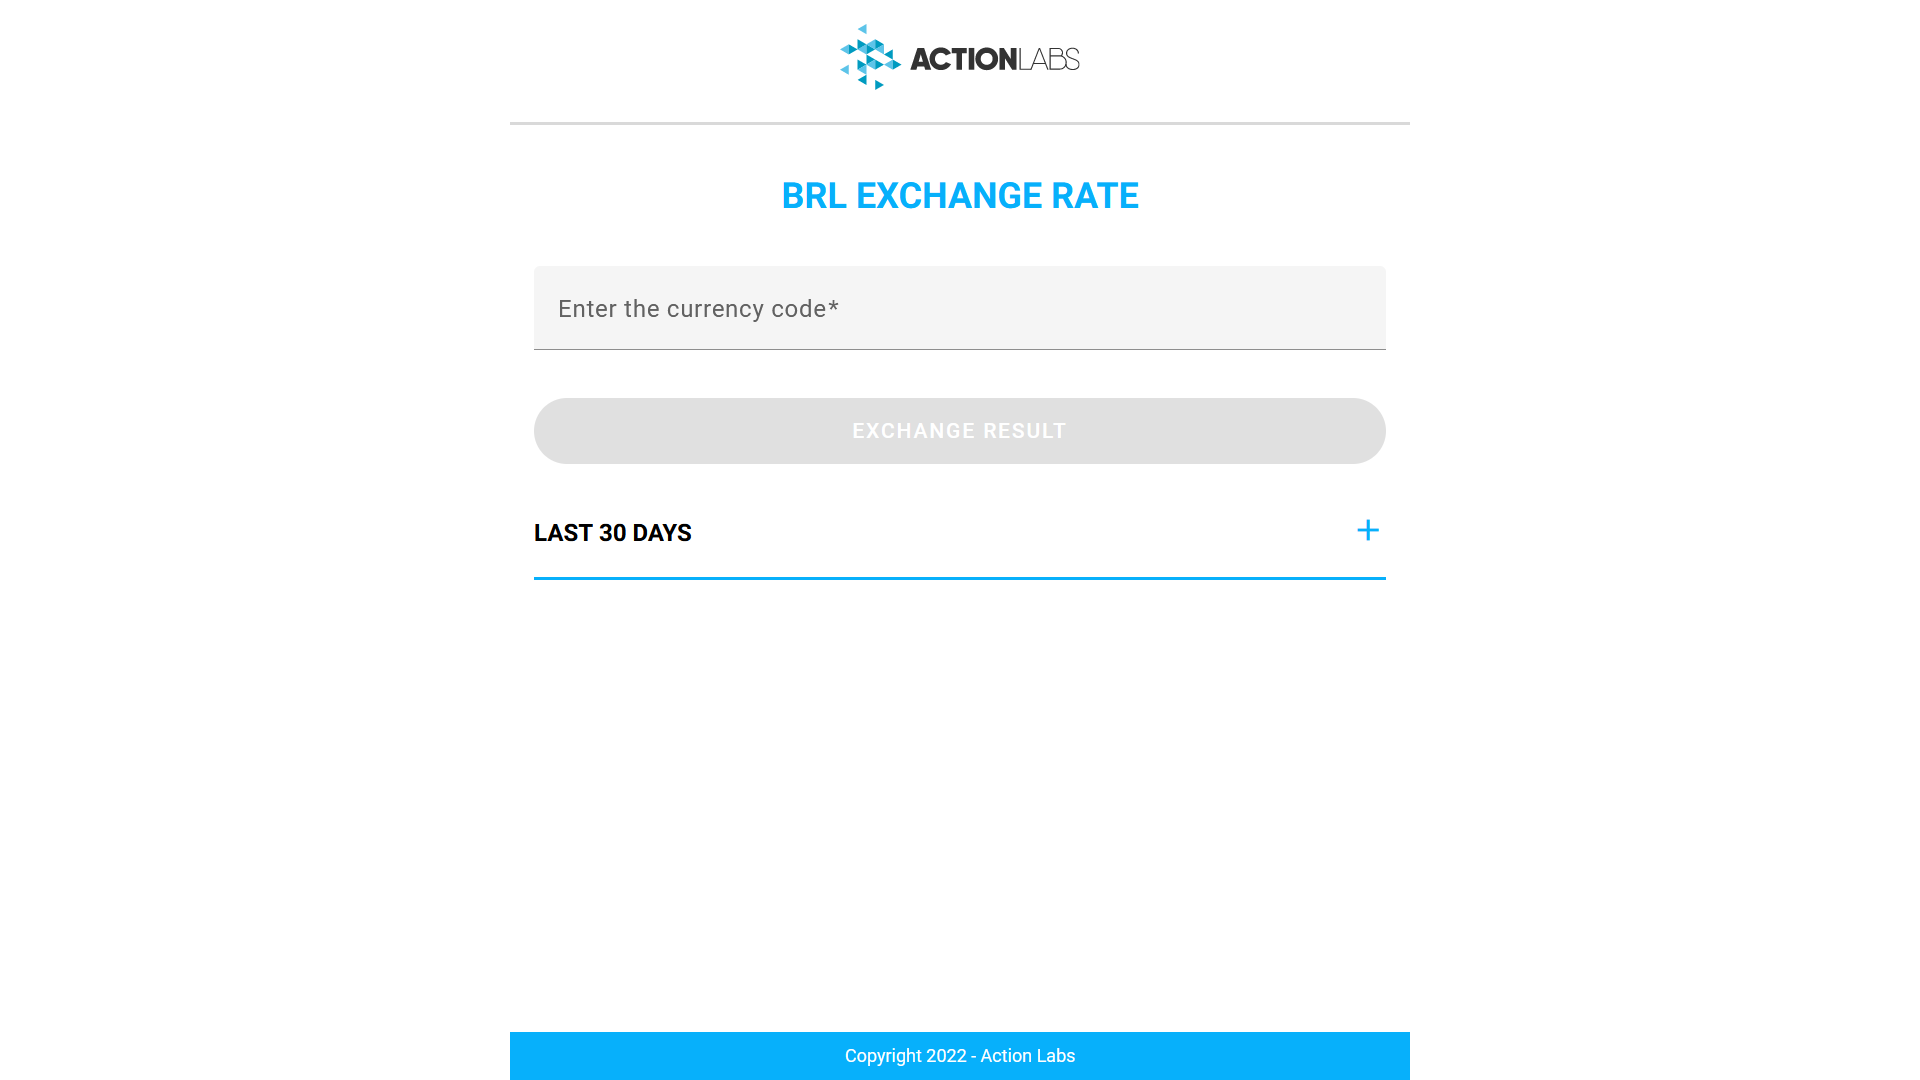 ACTIONLABS
BRL EXCHANGE RATE
Enter the currency code*
EXCHANGE RESULT
LAST 30 DAYS
Copyright 2022 - Action Labs